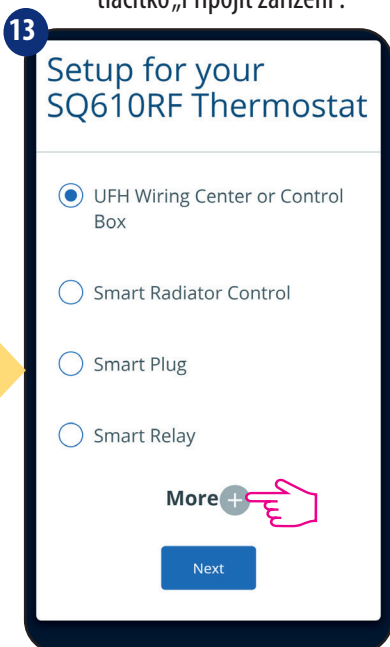 tlačítko „Připojit zařízení“.
13
Setup for your
SQ610RF Thermostat
UFH Wiring Center or Control
Box
Smart Radiator Control
Smart Plug
Smart Relay
More +
Next